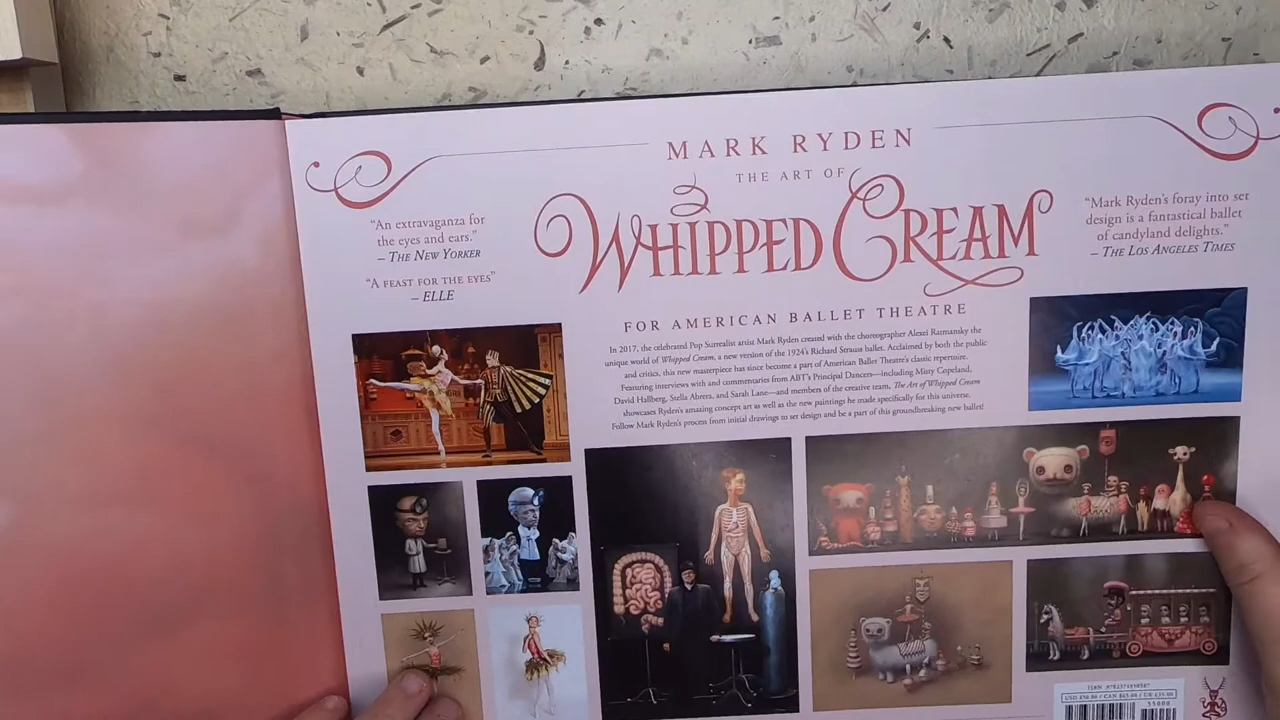 MARK RYDEN
THE ART OF
WHIPPED CREAM
FOR AMERICAN BALLET THEATRE
"An extravaganza for
the eyes and ears."
– THE NEW YORKER
"A FEAST FOR THE EYES"
– ELLE
"Mark Ryden's foray into set
design is a fantastical ballet
of candyland delights."
– THE LOS ANGELES TIMES
In 2017, the celebrated Pop Surrealist artist Mark Ryden created with the choreographer Alexei Ratmansky the
unique world of Whipped Cream, a new version of the 1924's Richard Strauss ballet. Acclaimed by both the public
and critics, this new masterpiece has since become a part of American Ballet Theatre's classic repertoire.
Featuring interviews with and commentaries from ABT's Principal Dancers—including Misty Copeland,
David Hallberg, Stella Abrera, and Sarah Lane—and members of the creative team, The Art of Whipped Cream
showcases Ryden's amazing concept art as well as the new paintings he made specifically for this universe.
Follow Mark Ryden's process from initial drawings to set design and be a part of this groundbreaking new ballet!